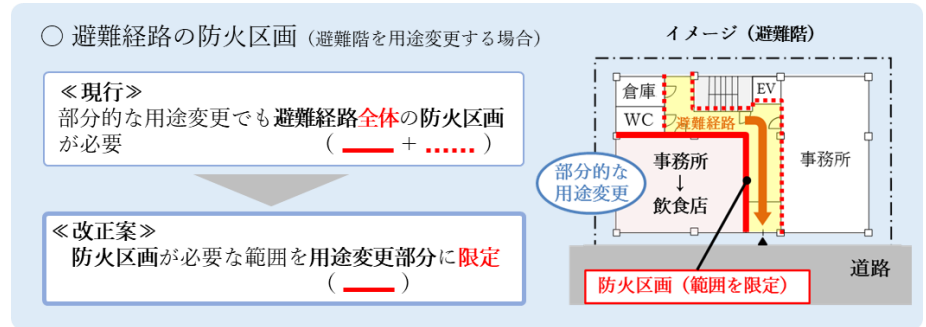 ○ 避難経路の防火区画（避難階を用途変更する場合）
≪現行≫
部分的な用途変更でも避難経路全体の防火区画
が必要
（ ＋ ）
≪改正案≫
防火区画が必要な範囲を用途変更部分に限定
（ ）
イメージ（避難階）
倉庫
EV
WC
避難経路
部分的な
用途変更
事務所
↓
飲食店
事務所
道路
防火区画（範囲を限定）